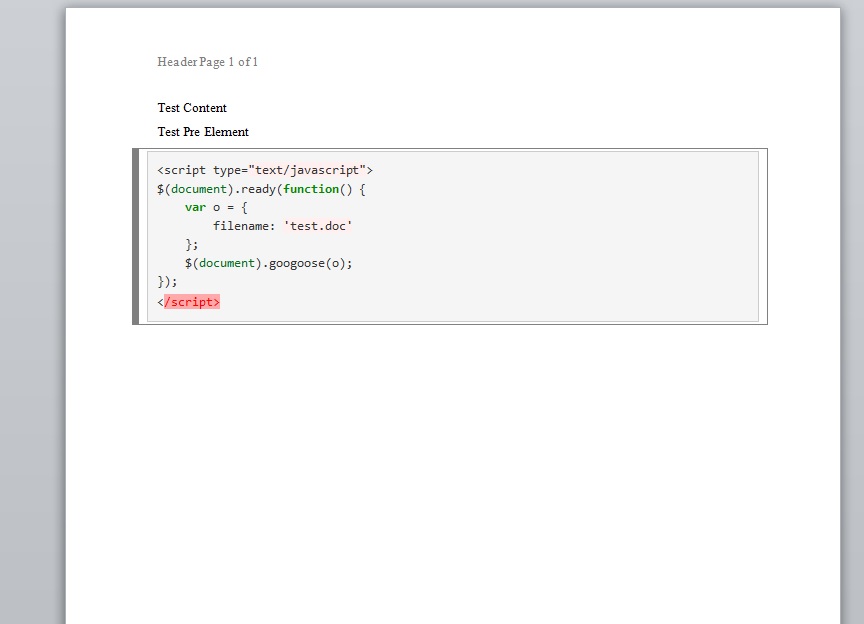 Header Page 1 of 1
Test Content
Test Pre Element
<script type="text/javascript">
$(document).ready(function() {
    var o = {
        filename: 'test.doc'
    };
    $(document).googoose(o);
});
</script>